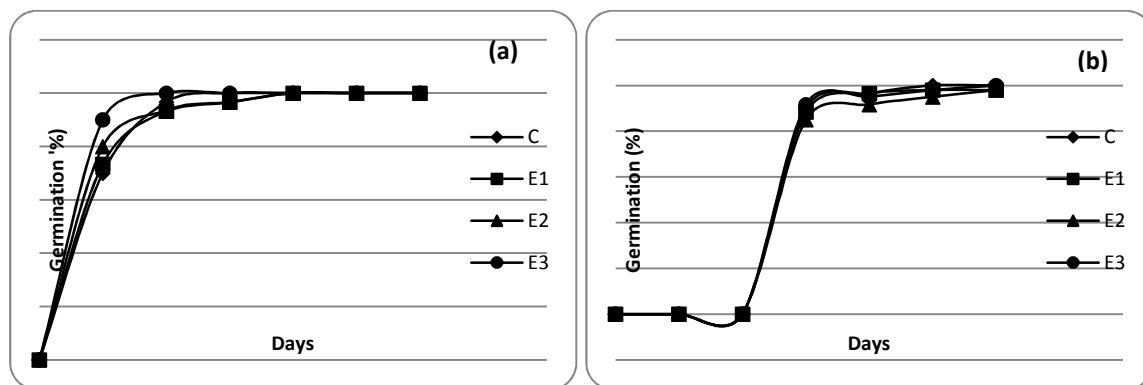 (a)
Germination '%)
C
E1
E2
E3
Days
(b)
Germination (%)
C
E1
E2
E3
Days